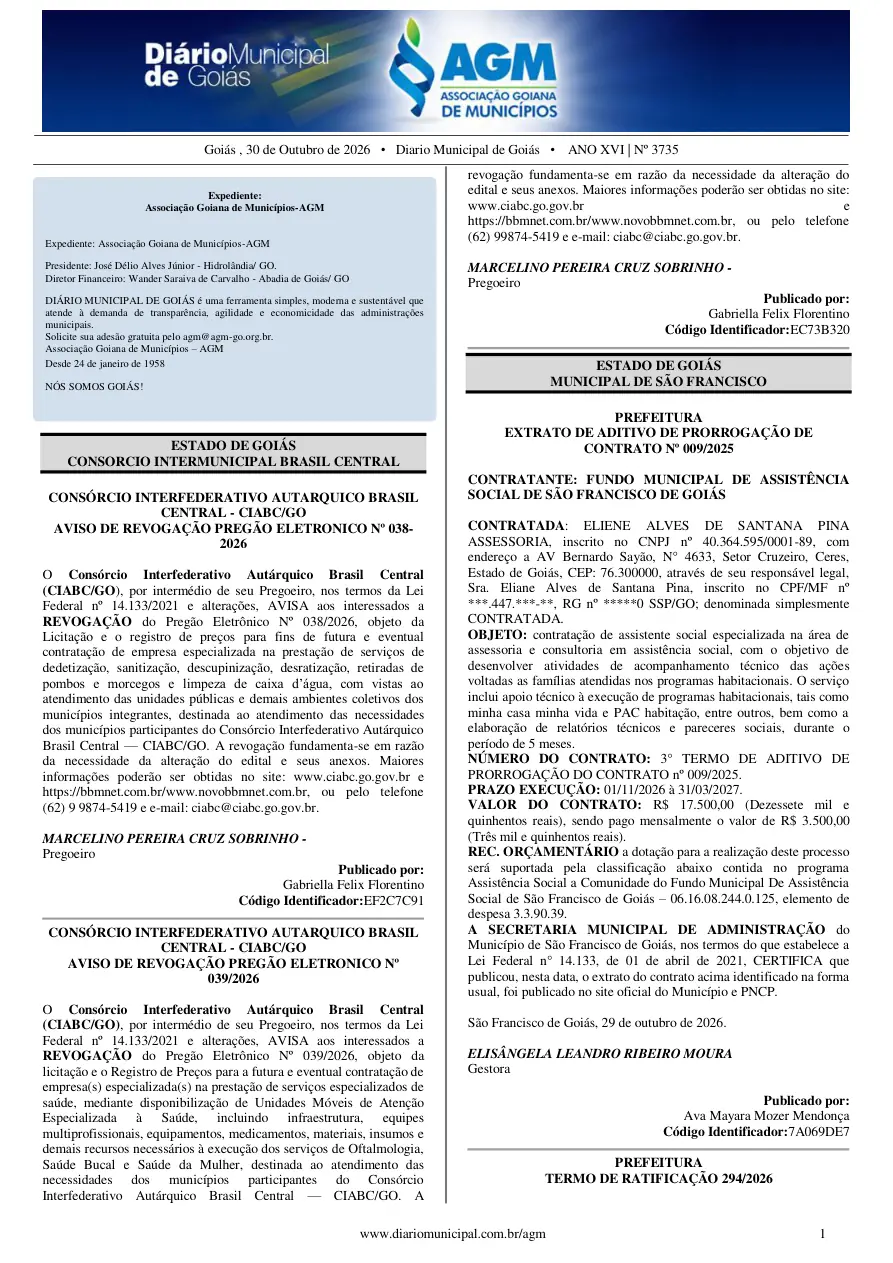 DiárioMunicipal
de Goiás
AGM
ASSOCIAÇÃO GOIANA
DE MUNICÍPIOS
Goiás , 30 de Outubro de 2026 • Diario Municipal de Goiás • ANO XVI | Nº 3735
Expediente:
Associação Goiana de Municípios-AGM
Expediente: Associação Goiana de Municípios-AGM
Presidente: José Délio Alves Júnior - Hidrolândia/ GO.
Diretor Financeiro: Wander Saraiva de Carvalho - Abadia de Goiás/ GO
DIÁRIO MUNICIPAL DE GOIÁS é uma ferramenta simples, moderna e sustentável que
atende à demanda de transparência, agilidade e economicidade das administrações
municipais.
Solicite sua adesão gratuita pelo agm@agm-go.org.br.
Associação Goiana de Municípios – AGM
Desde 24 de janeiro de 1958
NÓS SOMOS GOIÁS!
ESTADO DE GOIÁS
CONSORCIO INTERMUNICIPAL BRASIL CENTRAL
CONSÓRCIO INTERFEDERATIVO AUTARQUICO BRASIL
CENTRAL - CIABC/GO
AVISO DE REVOGAÇÃO PREGÃO ELETRONICO Nº 038-
2026
O Consórcio Interfederativo Autárquico Brasil Central
(CIABC/GO), por intermédio de seu Pregoeiro, nos termos da Lei
Federal nº 14.133/2021 e alterações, AVISA aos interessados a
REVOGAÇÃO do Pregão Eletrônico Nº 038/2026, objeto da
Licitação e o registro de preços para fins de futura e eventual
contratação de empresa especializada na prestação de serviços de
dedetização, sanitização, descupinização, desratização, retiradas de
pombos e morcegos e limpeza de caixa d’água, com vistas ao
atendimento das unidades públicas e demais ambientes coletivos dos
municípios integrantes, destinada ao atendimento das necessidades
dos municípios participantes do Consórcio Interfederativo Autárquico
Brasil Central — CIABC/GO. A revogação fundamenta-se em razão
da necessidade da alteração do edital e seus anexos. Maiores
informações poderão ser obtidas no site: www.ciabc.go.gov.br e
https://bbmnet.com.br/www.novobbmnet.com.br, ou pelo telefone
(62) 9 9874-5419 e e-mail: ciabc@ciabc.go.gov.br.
MARCELINO PEREIRA CRUZ SOBRINHO -
Pregoeiro
Publicado por:
Gabriella Felix Florentino
Código Identificador:EF2C7C91
CONSÓRCIO INTERFEDERATIVO AUTARQUICO BRASIL
CENTRAL - CIABC/GO
AVISO DE REVOGAÇÃO PREGÃO ELETRONICO Nº
039/2026
O Consórcio Interfederativo Autárquico Brasil Central
(CIABC/GO), por intermédio de seu Pregoeiro, nos termos da Lei
Federal nº 14.133/2021 e alterações, AVISA aos interessados a
REVOGAÇÃO do Pregão Eletrônico Nº 039/2026, objeto da
licitação e o Registro de Preços para a futura e eventual contratação de
empresa(s) especializada(s) na prestação de serviços especializados de
saúde, mediante disponibilização de Unidades Móveis de Atenção
Especializada à Saúde, incluindo infraestrutura, equipes
multiprofissionais, equipamentos, medicamentos, materiais, insumos e
demais recursos necessários à execução dos serviços de Oftalmologia,
Saúde Bucal e Saúde da Mulher, destinada ao atendimento das
necessidades dos municípios participantes do Consórcio
Interfederativo Autárquico Brasil Central — CIABC/GO. A
revogação fundamenta-se em razão da necessidade da alteração do
edital e seus anexos. Maiores informações poderão ser obtidas no site:
www.ciabc.go.gov.br e
https://bbmnet.com.br/www.novobbmnet.com.br, ou pelo telefone
(62) 99874-5419 e e-mail: ciabc@ciabc.go.gov.br.
MARCELINO PEREIRA CRUZ SOBRINHO -
Pregoeiro
Publicado por:
Gabriella Felix Florentino
Código Identificador:EC73B320
ESTADO DE GOIÁS
MUNICIPAL DE SÃO FRANCISCO
PREFEITURA
EXTRATO DE ADITIVO DE PRORROGAÇÃO DE
CONTRATO Nº 009/2025
CONTRATANTE: FUNDO MUNICIPAL DE ASSISTÊNCIA
SOCIAL DE SÃO FRANCISCO DE GOIÁS
CONTRATADA: ELIENE ALVES DE SANTANA PINA
ASSESSORIA, inscrito no CNPJ nº 40.364.595/0001-89, com
endereço a AV Bernardo Sayão, N° 4633, Setor Cruzeiro, Ceres,
Estado de Goiás, CEP: 76.300000, através de seu responsável legal,
Sra. Eliane Alves de Santana Pina, inscrito no CPF/MF nº
***.447.***-**, RG nº *****0 SSP/GO; denominada simplesmente
CONTRATADA.
OBJETO: contratação de assistente social especializada na área de
assessoria e consultoria em assistência social, com o objetivo de
desenvolver atividades de acompanhamento técnico das ações
voltadas as famílias atendidas nos programas habitacionais. O serviço
inclui apoio técnico à execução de programas habitacionais, tais como
minha casa minha vida e PAC habitação, entre outros, bem como a
elaboração de relatórios técnicos e pareceres sociais, durante o
período de 5 meses.
NÚMERO DO CONTRATO: 3° TERMO DE ADITIVO DE
PRORROGAÇÃO DO CONTRATO nº 009/2025.
PRAZO EXECUÇÃO: 01/11/2026 à 31/03/2027.
VALOR DO CONTRATO: R$ 17.500,00 (Dezessete mil e
quinhentos reais), sendo pago mensalmente o valor de R$ 3.500,00
(Três mil e quinhentos reais).
REC. ORÇAMENTÁRIO a dotação para a realização deste processo
será suportada pela classificação abaixo contida no programa
Assistência Social a Comunidade do Fundo Municipal De Assistência
Social de São Francisco de Goiás – 06.16.08.244.0.125, elemento de
despesa 3.3.90.39.
A SECRETARIA MUNICIPAL DE ADMINISTRAÇÃO do
Município de São Francisco de Goiás, nos termos do que estabelece a
Lei Federal n° 14.133, de 01 de abril de 2021, CERTIFICA que
publicou, nesta data, o extrato do contrato acima identificado na forma
usual, foi publicado no site oficial do Município e PNCP.
São Francisco de Goiás, 29 de outubro de 2026.
ELISÂNGELA LEANDRO RIBEIRO MOURA
Gestora
Publicado por:
Ava Mayara Mozer Mendonça
Código Identificador:7A069DE7
PREFEITURA
TERMO DE RATIFICAÇÃO 294/2026
www.diariomunicipal.com.br/agm 1